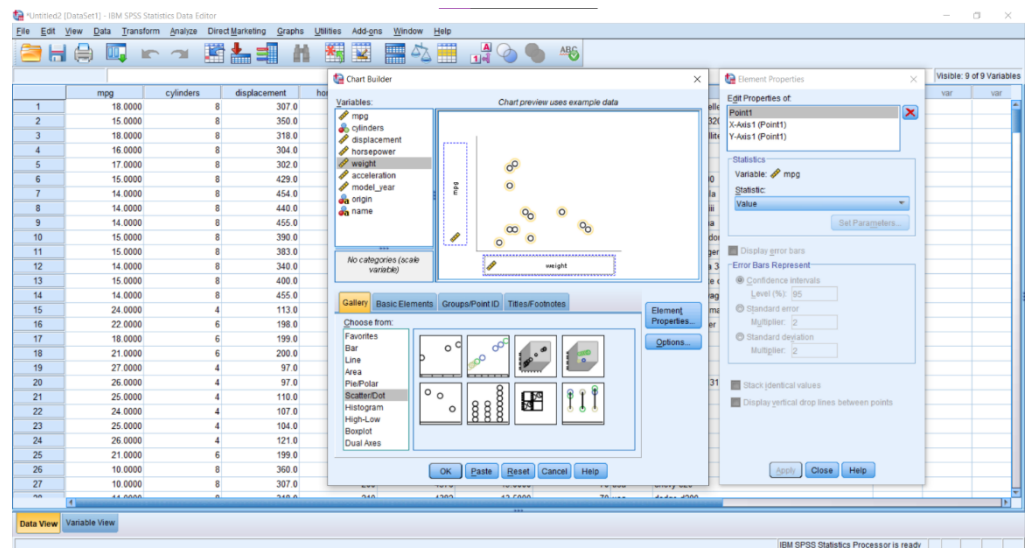 *Untitled2 [DataSet1] - IBM SPSS Statistics Data Editor
File Edit View Data Transform Analyze Direct Marketing Graphs Utilities Add-ons Window Help
Visible: 9 of 9 Variables
mpg cylinders displacement var var
1 18.0000 8 307.0
2 15.0000 8 350.0
3 18.0000 8 318.0
4 16.0000 8 304.0
5 17.0000 8 302.0
6 15.0000 8 429.0
7 14.0000 8 454.0
8 14.0000 8 440.0
9 14.0000 8 455.0
10 15.0000 8 390.0
11 15.0000 8 383.0
12 14.0000 8 340.0
13 15.0000 8 400.0
14 14.0000 8 455.0
15 24.0000 4 113.0
16 22.0000 6 198.0
17 18.0000 6 199.0
18 21.0000 6 200.0
19 27.0000 4 97.0
20 26.0000 4 97.0
21 25.0000 4 110.0
22 24.0000 4 107.0
23 25.0000 4 104.0
24 26.0000 4 121.0
25 21.0000 6 199.0
26 10.0000 8 360.0
27 10.0000 8 307.0
Data View Variable View
IBM SPSS Statistics Processor is ready
Chart Builder
Variables:
mpg
cylinders
displacement
horsepower
weight
acceleration
model_year
origin
name
No categories (scale
variable)
Chart preview uses example data
mpg
weight
Gallery Basic Elements Groups/Point ID Titles/Footnotes
Choose from:
Favorites
Bar
Line
Area
Pie/Polar
Scatter/Dot
Histogram
High-Low
Boxplot
Dual Axes
Element
Properties...
Options...
OK Paste Reset Cancel Help
Element Properties
Edit Properties of:
Point1
X-Axis1 (Point1)
Y-Axis1 (Point1)
Statistics
Variable: mpg
Statistic:
Value
Set Parameters...
Display error bars
Error Bars Represent
Confidence intervals
Level (%): 95
Standard error
Multiplier: 2
Standard deviation
Multiplier: 2
Stack identical values
Display vertical drop lines between points
Apply Close Help